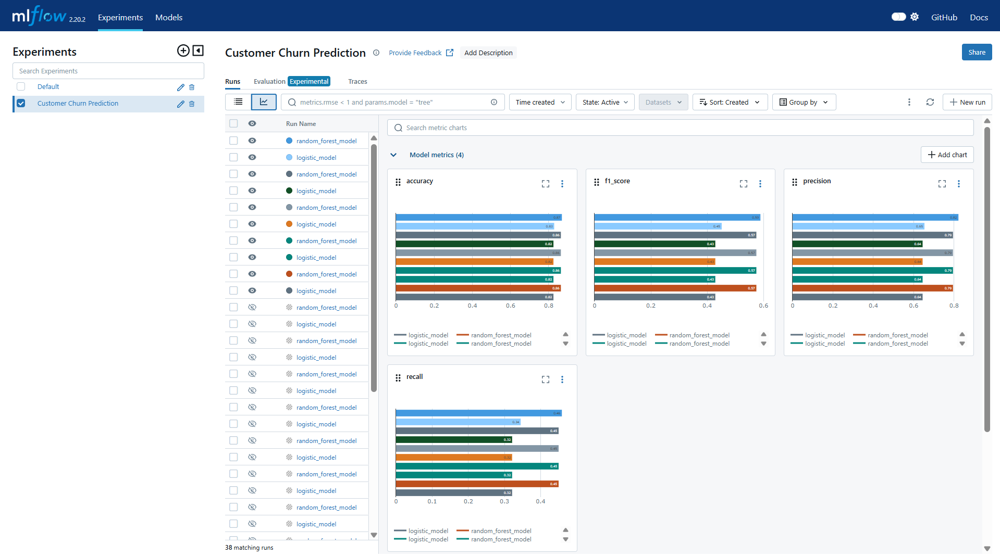 mlflow 2.20.2 Experiments Models GitHub Docs
Experiments
Search Experiments
Default
Customer Churn Prediction
Customer Churn Prediction Provide Feedback Add Description Share
Runs Evaluation Experimental Traces
metrics.rmse < 1 and params.model = "tree" Time created State: Active Datasets Sort: Created Group by New run
Run Name
random_forest_model
logistic_model
random_forest_model
logistic_model
random_forest_model
logistic_model
random_forest_model
logistic_model
random_forest_model
logistic_model
random_forest_model
logistic_model
random_forest_model
logistic_model
random_forest_model
logistic_model
random_forest_model
logistic_model
random_forest_model
logistic_model
random_forest_model
logistic_model
random_forest_model
logistic_model
38 matching runs
Search metric charts
Model metrics (4) Add chart
accuracy
0.87
0.83
0.86
0.82
0.86
0.82
0.86
0.82
0.86
0.82
0 0.2 0.4 0.6 0.8
logistic_model random_forest_model
logistic_model random_forest_model
f1_score
0.59
0.45
0.57
0.43
0.57
0.43
0.57
0.43
0.57
0.43
0 0.2 0.4 0.6
logistic_model random_forest_model
logistic_model random_forest_model
precision
0.82
0.65
0.79
0.64
0.79
0.64
0.79
0.64
0.79
0.64
0 0.2 0.4 0.6 0.8
logistic_model random_forest_model
logistic_model random_forest_model
recall
0.46
0.34
0.45
0.32
0.45
0.32
0.45
0.32
0.45
0.32
0 0.1 0.2 0.3 0.4
logistic_model random_forest_model
logistic_model random_forest_model